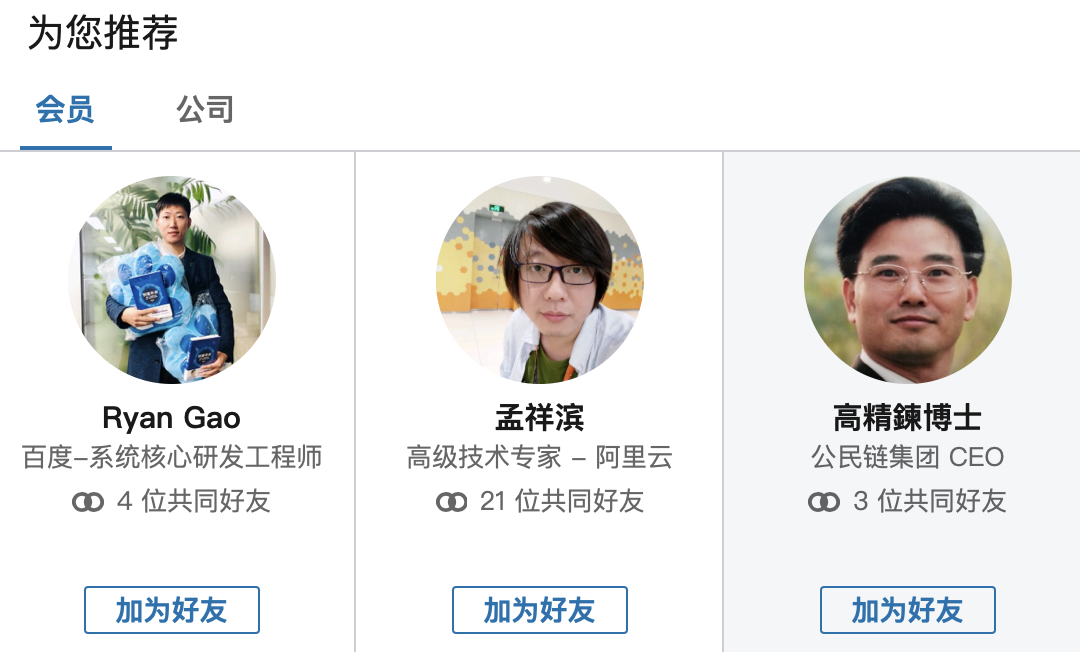 为您推荐
会员
公司
Ryan Gao
百度–系统核心研发工程师
4 位共同好友
加为好友
孟祥滨
高级技术专家 – 阿里云
21 位共同好友
加为好友
高精鍊博士
公民链集团 CEO
3 位共同好友
加为好友